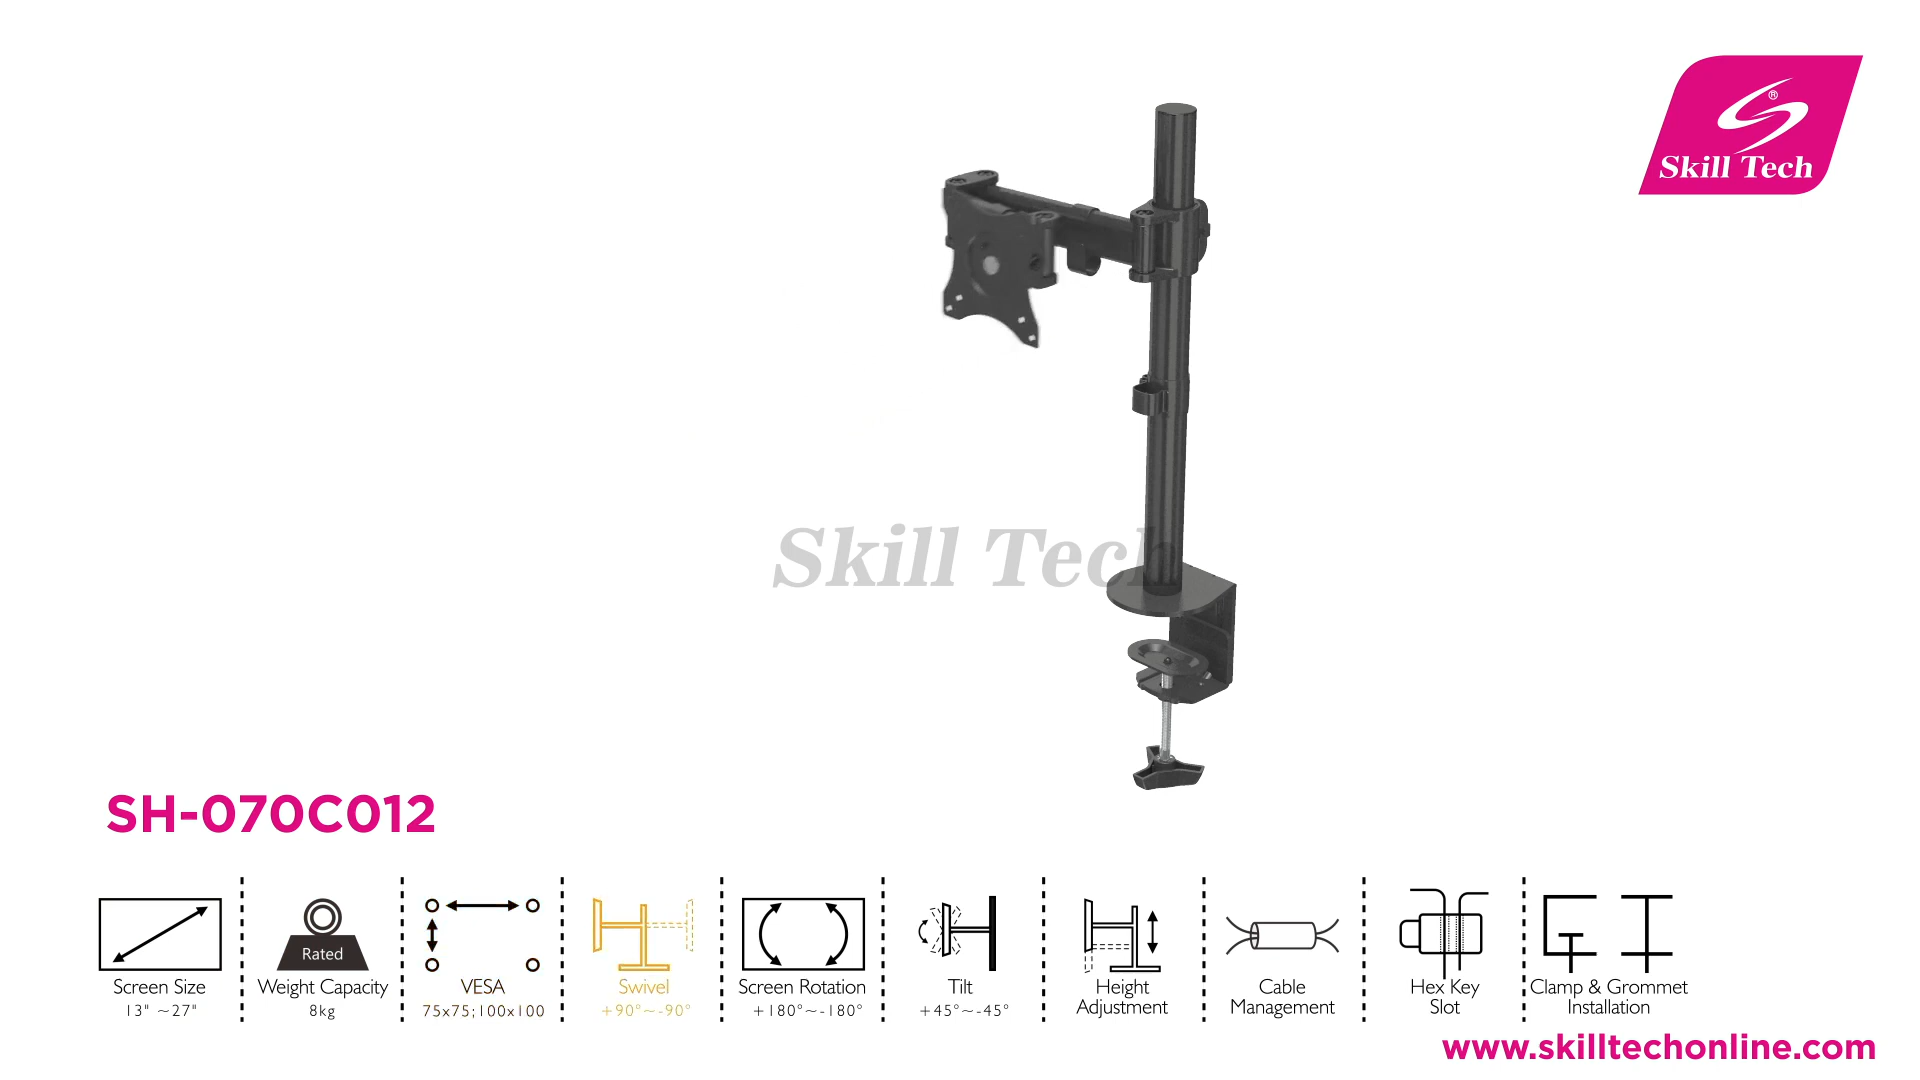 ®
Skill Tech
Skill Tech
SH-070C012
Rated
Screen Size
13" ~27"
Weight Capacity
8kg
VESA
75x75;100x100
Swivel
+90°~-90°
Screen Rotation
+180°~-180°
Tilt
+45°~-45°
Height
Adjustment
Cable
Management
Hex Key
Slot
Clamp & Grommet
Installation
www.skilltechonline.com